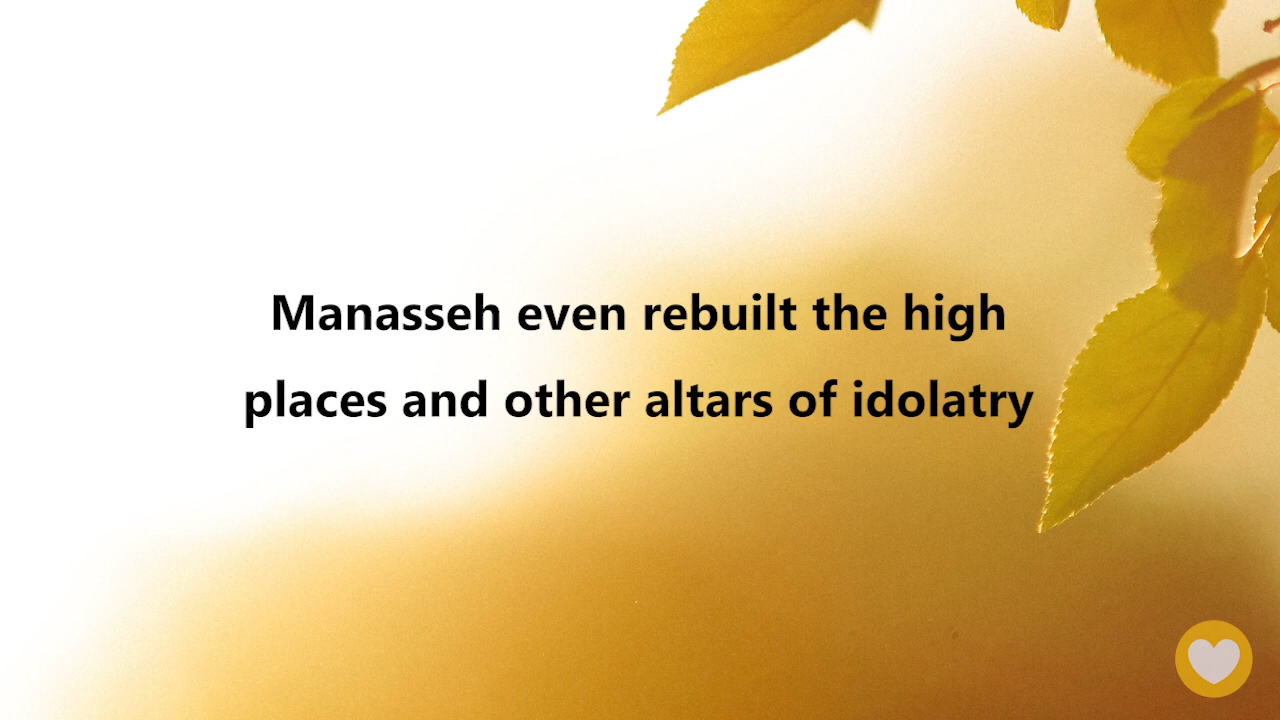 Manasseh even rebuilt the high
places and other altars of idolatry